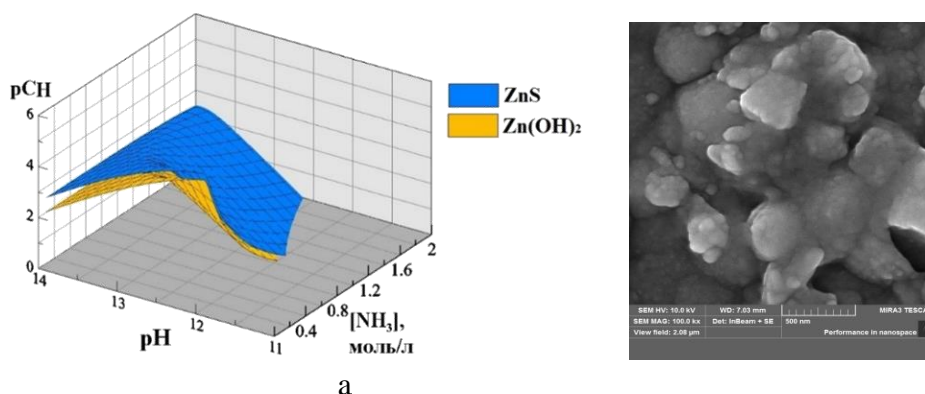 pCH
6
4
2
0
14
13
12
11
pH
0.4
0.8
1.2
1.6
2
[NH₃],
моль/л
ZnS
Zn(OH)₂
a
SEM HV: 10.0 kV WD: 7.03 mm MIRA3 TESCA
SEM MAG: 100.0 kx Det: InBeam + SE 500 nm
View field: 2.08 µm Performance in nanospace